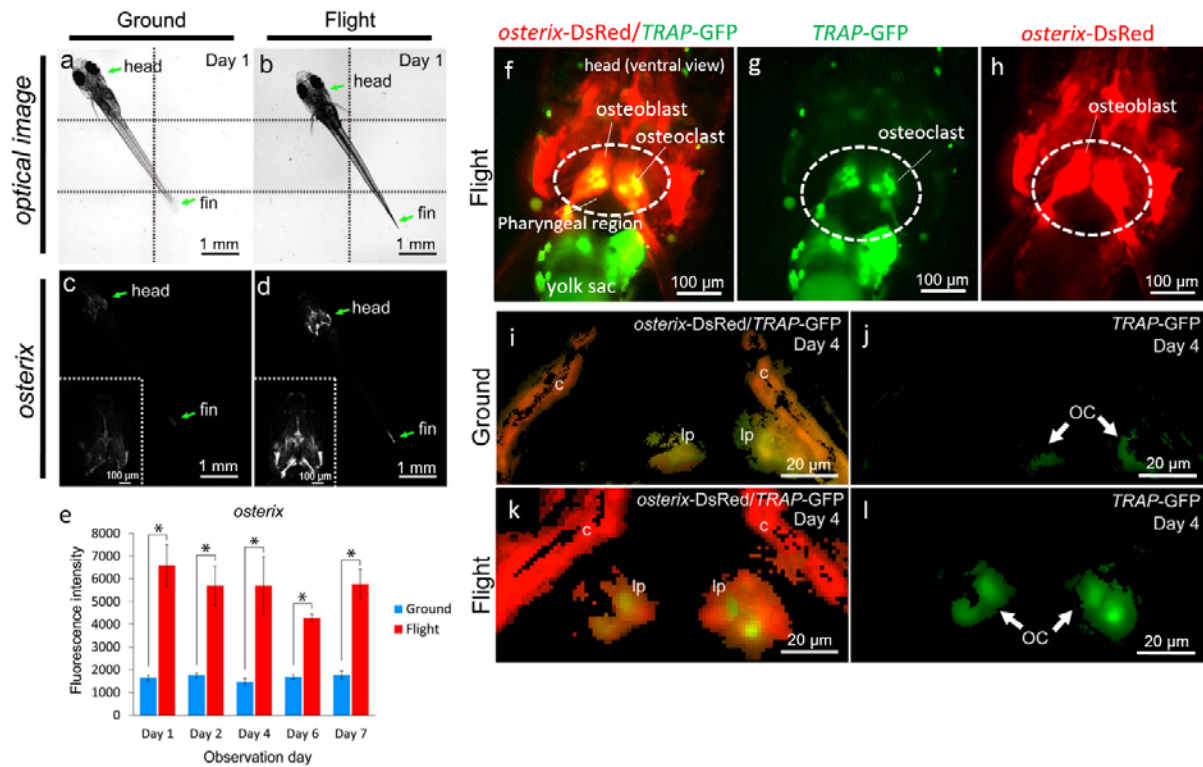 Ground
Flight
optical image
a
Day 1
head
fin
1 mm
b
Day 1
head
fin
1 mm
osterix
c
head
fin
100 µm
1 mm
d
head
fin
100 µm
1 mm
e
osterix
Fluorescence intensity
8000
7000
6000
5000
4000
3000
2000
1000
0
*
*
*
*
*
Ground
Flight
Day 1
Day 2
Day 4
Day 6
Day 7
Observation day
osterix-DsRed/TRAP-GFP
TRAP-GFP
osterix-DsRed
Flight
f
head (ventral view)
osteoblast
osteoclast
Pharyngeal region
yolk sac
100 µm
g
osteoclast
100 µm
h
osteoblast
100 µm
Ground
i
osterix-DsRed/TRAP-GFP
Day 4
c
c
lp
lp
20 µm
j
TRAP-GFP
Day 4
OC
20 µm
Flight
k
osterix-DsRed/TRAP-GFP
Day 4
c
c
lp
lp
20 µm
l
TRAP-GFP
Day 4
OC
20 µm